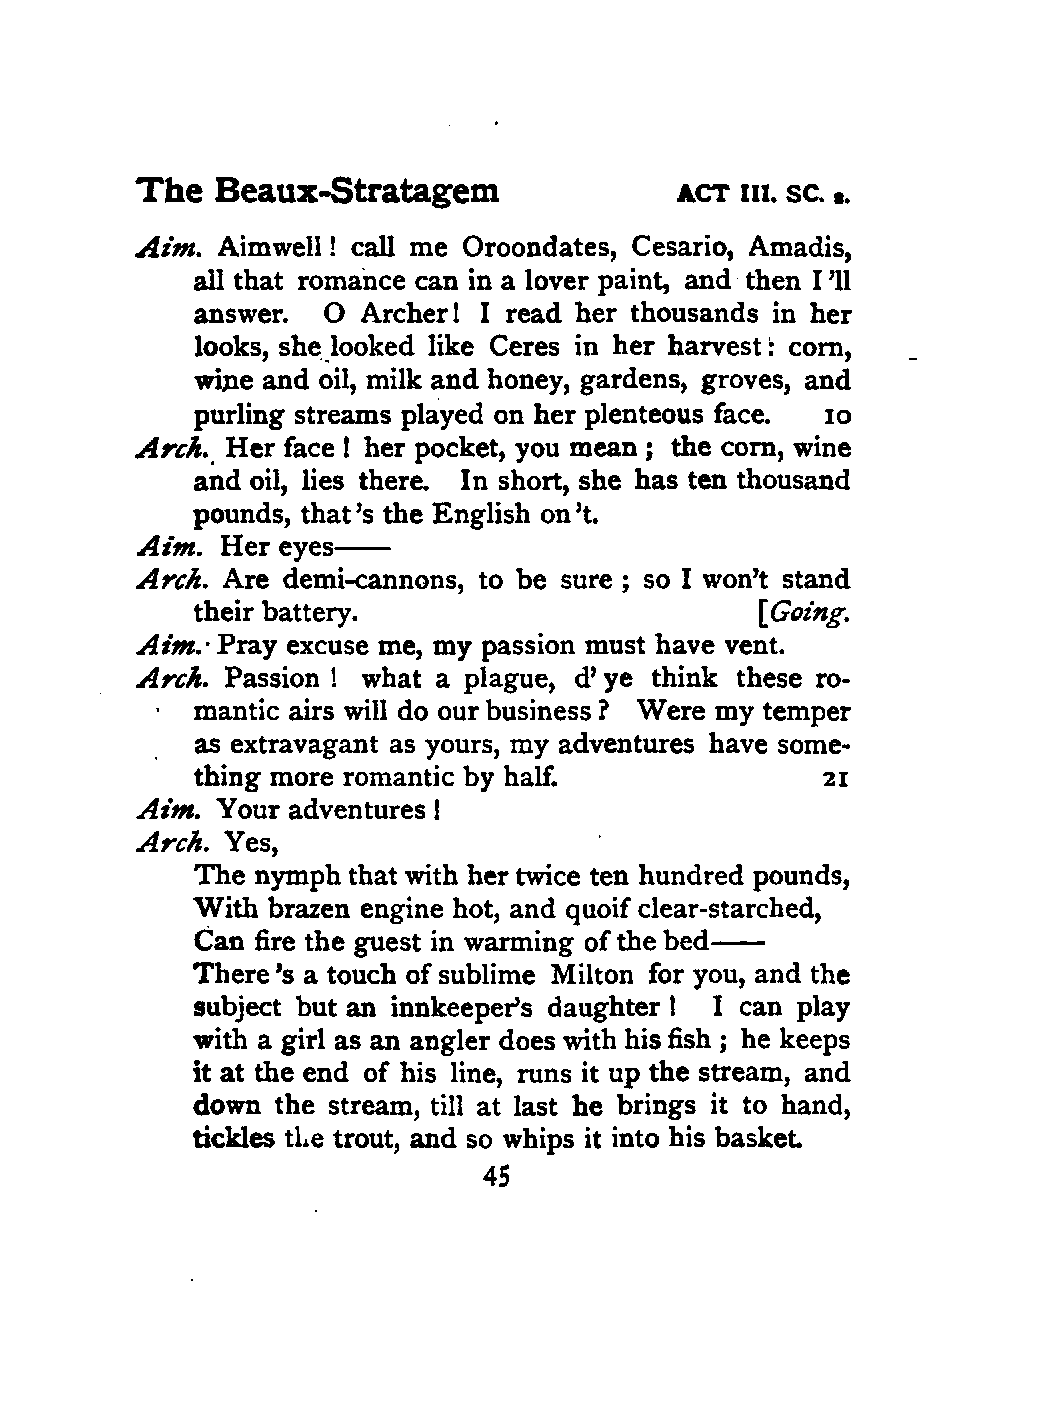 The Beaux-Stratagem ACT III. SC. 2.
Aim. Aimwell! call me Oroondates, Cesario, Amadis,
all that romance can in a lover paint, and then I'll
answer. O Archer! I read her thousands in her
looks, she looked like Ceres in her harvest: corn,
wine and oil, milk and honey, gardens, groves, and
purling streams played on her plenteous face. 10
Arch. Her face! her pocket, you mean; the corn, wine
and oil, lies there. In short, she has ten thousand
pounds, that's the English on't.
Aim. Her eyes——
Arch. Are demi-cannons, to be sure; so I won't stand
their battery. [Going.
Aim. Pray excuse me, my passion must have vent.
Arch. Passion! what a plague, d'ye think these ro-
mantic airs will do our business? Were my temper
as extravagant as yours, my adventures have some-
thing more romantic by half. 21
Aim. Your adventures!
Arch. Yes,
The nymph that with her twice ten hundred pounds,
With brazen engine hot, and quoif clear-starched,
Can fire the guest in warming of the bed——
There's a touch of sublime Milton for you, and the
subject but an innkeeper's daughter! I can play
with a girl as an angler does with his fish; he keeps
it at the end of his line, runs it up the stream, and
down the stream, till at last he brings it to hand,
tickles the trout, and so whips it into his basket.
45